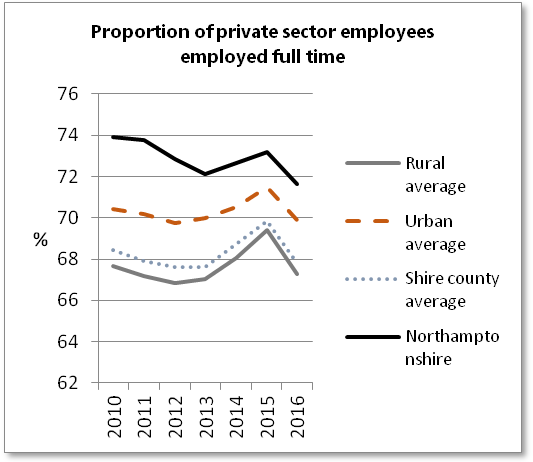 Proportion of private sector employees
employed full time
76
74
72
70
68
66
64
62
%
2010
2011
2012
2013
2014
2015
2016
Rural
average
Urban
average
Shire county
average
Northampto
nshire